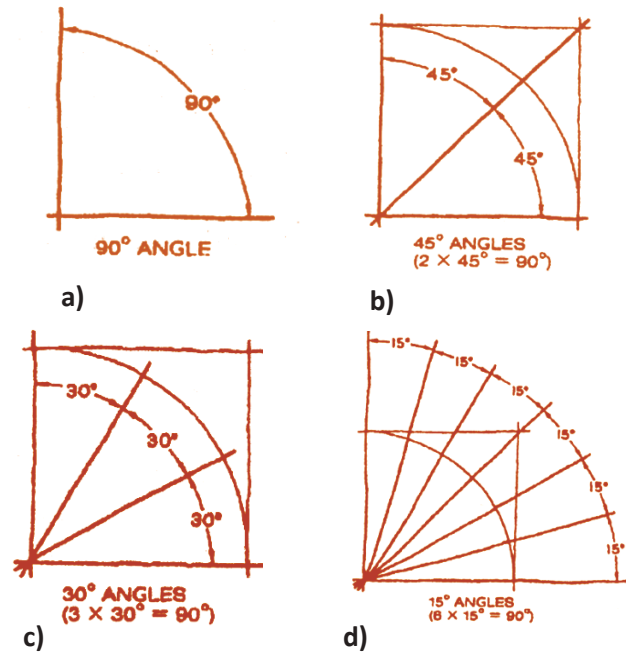 90°
90° ANGLE
a)
45°
45°
45° ANGLES
(2 × 45° = 90°)
b)
30°
30°
30°
30° ANGLES
(3 × 30° = 90°)
c)
15°
15°
15°
15°
15°
15°
15° ANGLES
(6 × 15° = 90°)
d)